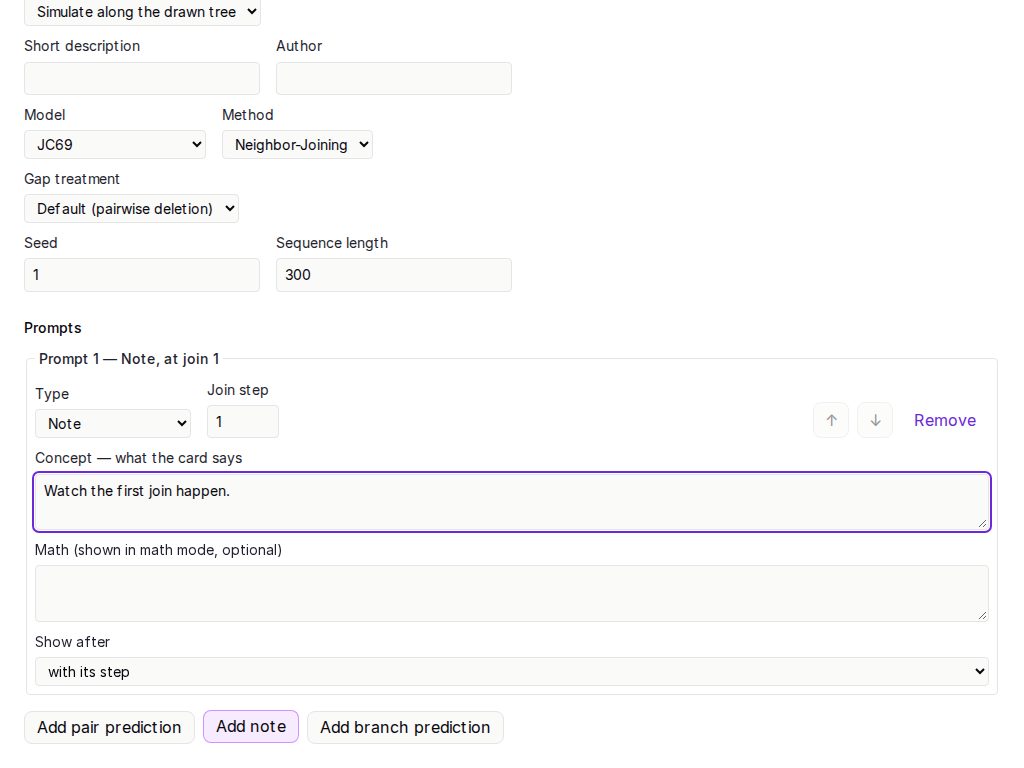 Simulate along the drawn tree
Short description Author
Model Method
JC69 Neighbor-Joining
Gap treatment
Default (pairwise deletion)
Seed Sequence length
1 300
Prompts
Prompt 1 — Note, at join 1
Type Join step
Note 1 ↑ ↓ Remove
Concept — what the card says
Watch the first join happen.
Math (shown in math mode, optional)
Show after
with its step
Add pair prediction Add note Add branch prediction